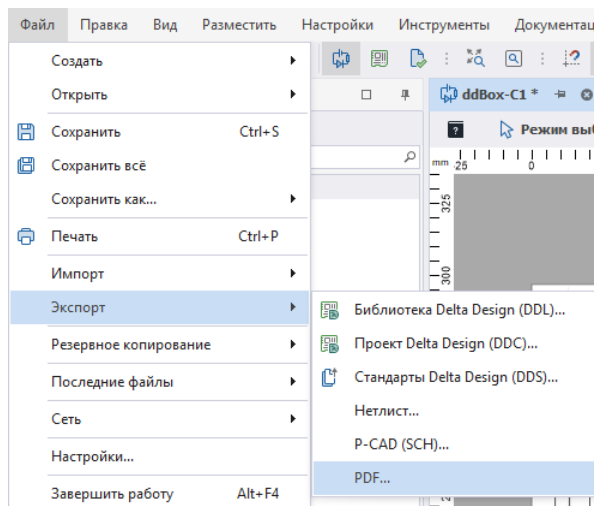 Файл Правка Вид Разместить Настройки Инструменты Документац
Создать
Открыть
ddBox-C1 *
Сохранить Ctrl+S
Режим выб
Сохранить всё
mm 25 0
Сохранить как...
325
Печать Ctrl+P
Импорт
300
Экспорт
Библиотека Delta Design (DDL)...
Резервное копирование
Проект Delta Design (DDC)...
Последние файлы
Стандарты Delta Design (DDS)...
Сеть
Нетлист...
Настройки...
P-CAD (SCH)...
PDF...
Завершить работу Alt+F4